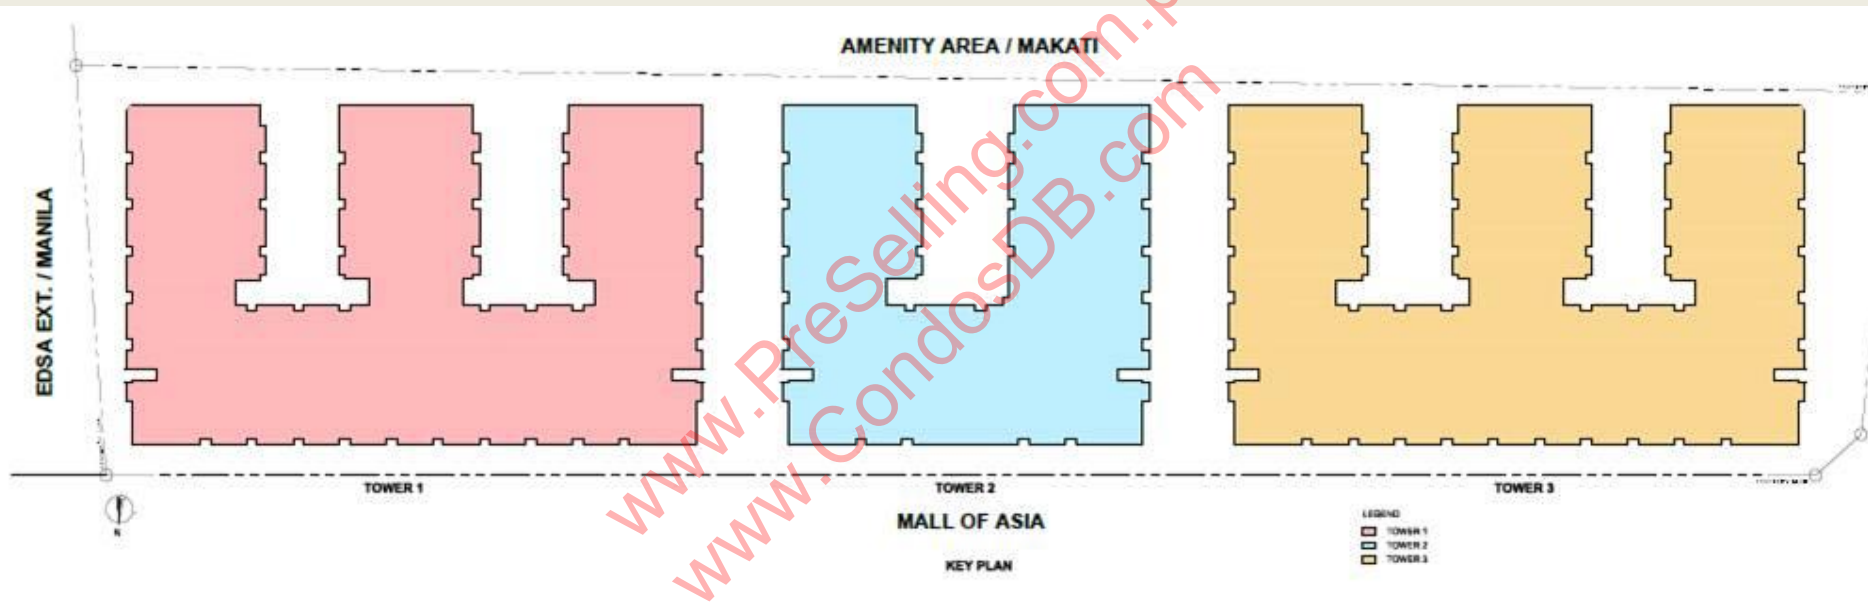 AMENITY AREA / MAKATI
EDSA EXT. / MANILA
www.PreSelling.com.p
www.CondosDB.com
TOWER 1
TOWER 2
TOWER 3
N
MALL OF ASIA
KEY PLAN
LEGEND
TOWER 1
TOWER 2
TOWER 3